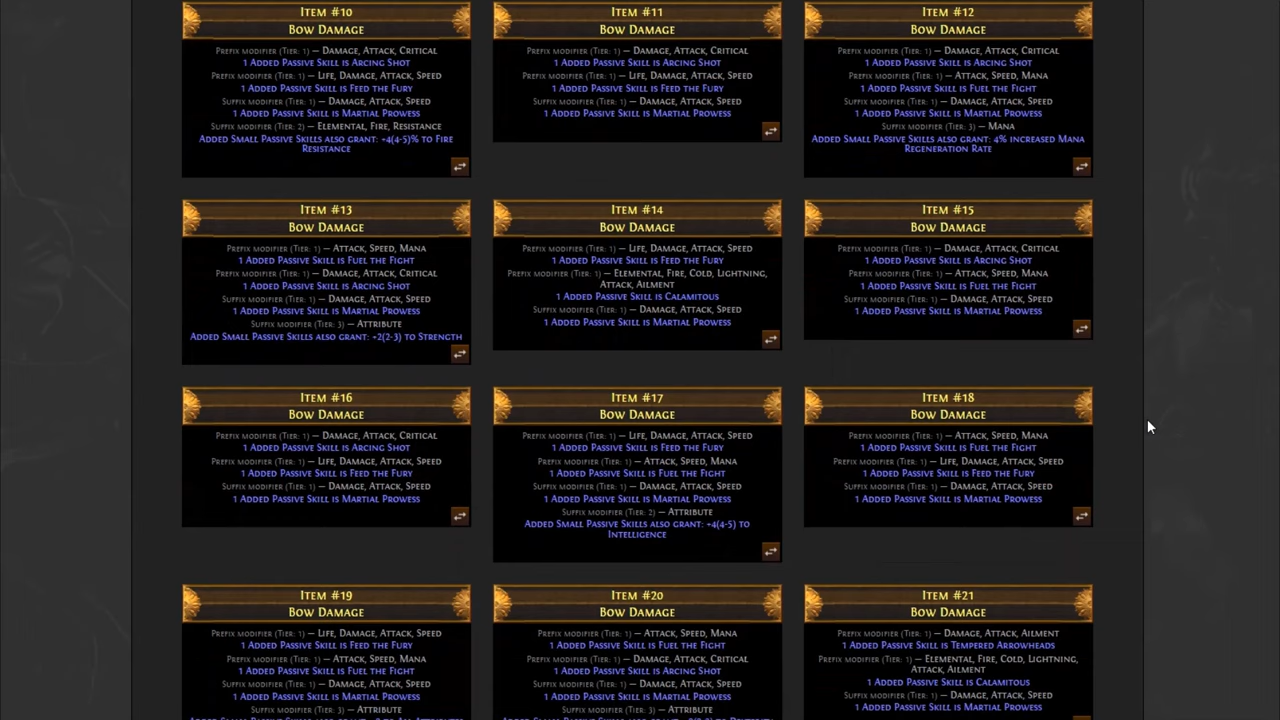 Item #10
Bow Damage
Prefix modifier (Tier: 1) — Damage, Attack, Critical
1 Added Passive Skill is Arcing Shot
Prefix modifier (Tier: 1) — Life, Damage, Attack, Speed
1 Added Passive Skill is Feed the Fury
Suffix modifier (Tier: 1) — Damage, Attack, Speed
1 Added Passive Skill is Martial Prowess
Suffix modifier (Tier: 2) — Elemental, Fire, Resistance
Added Small Passive Skills also grant: +4(4-5)% to Fire
Resistance
Item #11
Bow Damage
Prefix modifier (Tier: 1) — Damage, Attack, Critical
1 Added Passive Skill is Arcing Shot
Prefix modifier (Tier: 1) — Life, Damage, Attack, Speed
1 Added Passive Skill is Feed the Fury
Suffix modifier (Tier: 1) — Damage, Attack, Speed
1 Added Passive Skill is Martial Prowess
Item #12
Bow Damage
Prefix modifier (Tier: 1) — Damage, Attack, Critical
1 Added Passive Skill is Arcing Shot
Prefix modifier (Tier: 1) — Attack, Speed, Mana
1 Added Passive Skill is Fuel the Fight
Suffix modifier (Tier: 1) — Damage, Attack, Speed
1 Added Passive Skill is Martial Prowess
Suffix modifier (Tier: 3) — Mana
Added Small Passive Skills also grant: 4% increased Mana
Regeneration Rate
Item #13
Bow Damage
Prefix modifier (Tier: 1) — Attack, Speed, Mana
1 Added Passive Skill is Fuel the Fight
Prefix modifier (Tier: 1) — Damage, Attack, Critical
1 Added Passive Skill is Arcing Shot
Suffix modifier (Tier: 1) — Damage, Attack, Speed
1 Added Passive Skill is Martial Prowess
Suffix modifier (Tier: 3) — Attribute
Added Small Passive Skills also grant: +2(2-3) to Strength
Item #14
Bow Damage
Prefix modifier (Tier: 1) — Life, Damage, Attack, Speed
1 Added Passive Skill is Feed the Fury
Prefix modifier (Tier: 1) — Elemental, Fire, Cold, Lightning,
Attack, Ailment
1 Added Passive Skill is Calamitous
Suffix modifier (Tier: 1) — Damage, Attack, Speed
1 Added Passive Skill is Martial Prowess
Item #15
Bow Damage
Prefix modifier (Tier: 1) — Damage, Attack, Critical
1 Added Passive Skill is Arcing Shot
Prefix modifier (Tier: 1) — Attack, Speed, Mana
1 Added Passive Skill is Fuel the Fight
Suffix modifier (Tier: 1) — Damage, Attack, Speed
1 Added Passive Skill is Martial Prowess
Item #16
Bow Damage
Prefix modifier (Tier: 1) — Damage, Attack, Critical
1 Added Passive Skill is Arcing Shot
Prefix modifier (Tier: 1) — Life, Damage, Attack, Speed
1 Added Passive Skill is Feed the Fury
Suffix modifier (Tier: 1) — Damage, Attack, Speed
1 Added Passive Skill is Martial Prowess
Item #17
Bow Damage
Prefix modifier (Tier: 1) — Life, Damage, Attack, Speed
1 Added Passive Skill is Feed the Fury
Prefix modifier (Tier: 1) — Attack, Speed, Mana
1 Added Passive Skill is Fuel the Fight
Suffix modifier (Tier: 1) — Damage, Attack, Speed
1 Added Passive Skill is Martial Prowess
Suffix modifier (Tier: 2) — Attribute
Added Small Passive Skills also grant: +4(4-5) to
Intelligence
Item #18
Bow Damage
Prefix modifier (Tier: 1) — Attack, Speed, Mana
1 Added Passive Skill is Fuel the Fight
Prefix modifier (Tier: 1) — Life, Damage, Attack, Speed
1 Added Passive Skill is Feed the Fury
Suffix modifier (Tier: 1) — Damage, Attack, Speed
1 Added Passive Skill is Martial Prowess
Item #19
Bow Damage
Prefix modifier (Tier: 1) — Life, Damage, Attack, Speed
1 Added Passive Skill is Feed the Fury
Prefix modifier (Tier: 1) — Attack, Speed, Mana
1 Added Passive Skill is Fuel the Fight
Suffix modifier (Tier: 1) — Damage, Attack, Speed
1 Added Passive Skill is Martial Prowess
Suffix modifier (Tier: 3) — Attribute
Item #20
Bow Damage
Prefix modifier (Tier: 1) — Attack, Speed, Mana
1 Added Passive Skill is Fuel the Fight
Prefix modifier (Tier: 1) — Damage, Attack, Critical
1 Added Passive Skill is Arcing Shot
Suffix modifier (Tier: 1) — Damage, Attack, Speed
1 Added Passive Skill is Martial Prowess
Suffix modifier (Tier: 3) — Attribute
Item #21
Bow Damage
Prefix modifier (Tier: 1) — Damage, Attack, Ailment
1 Added Passive Skill is Tempered Arrowheads
Prefix modifier (Tier: 1) — Elemental, Fire, Cold, Lightning,
Attack, Ailment
1 Added Passive Skill is Calamitous
Suffix modifier (Tier: 1) — Damage, Attack, Speed
1 Added Passive Skill is Martial Prowess